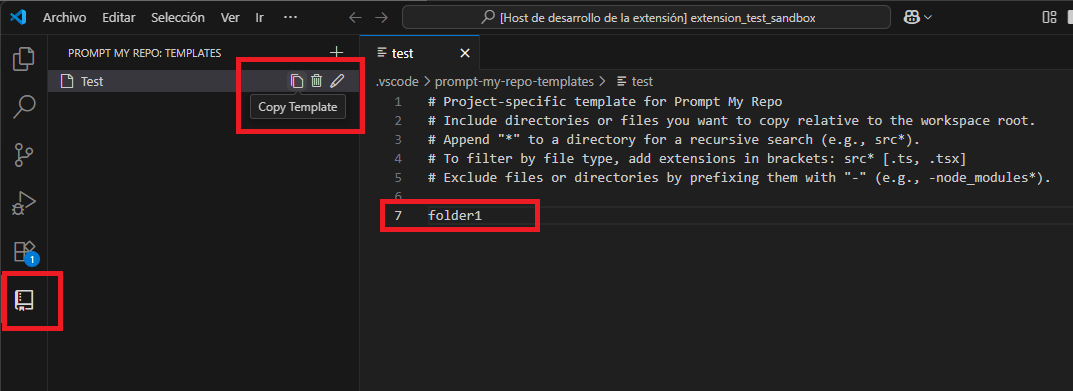 Archivo Editar Selección Ver Ir ···
[Host de desarrollo de la extensión] extension_test_sandbox
PROMPT MY REPO: TEMPLATES
Test
Copy Template
1
test
.vscode > prompt-my-repo-templates > test
1 # Project-specific template for Prompt My Repo
2 # Include directories or files you want to copy relative to the workspace root.
3 # Append "*" to a directory for a recursive search (e.g., src*).
4 # To filter by file type, add extensions in brackets: src* [.ts, .tsx]
5 # Exclude files or directories by prefixing them with "-" (e.g., -node_modules*).
6
7 folder1